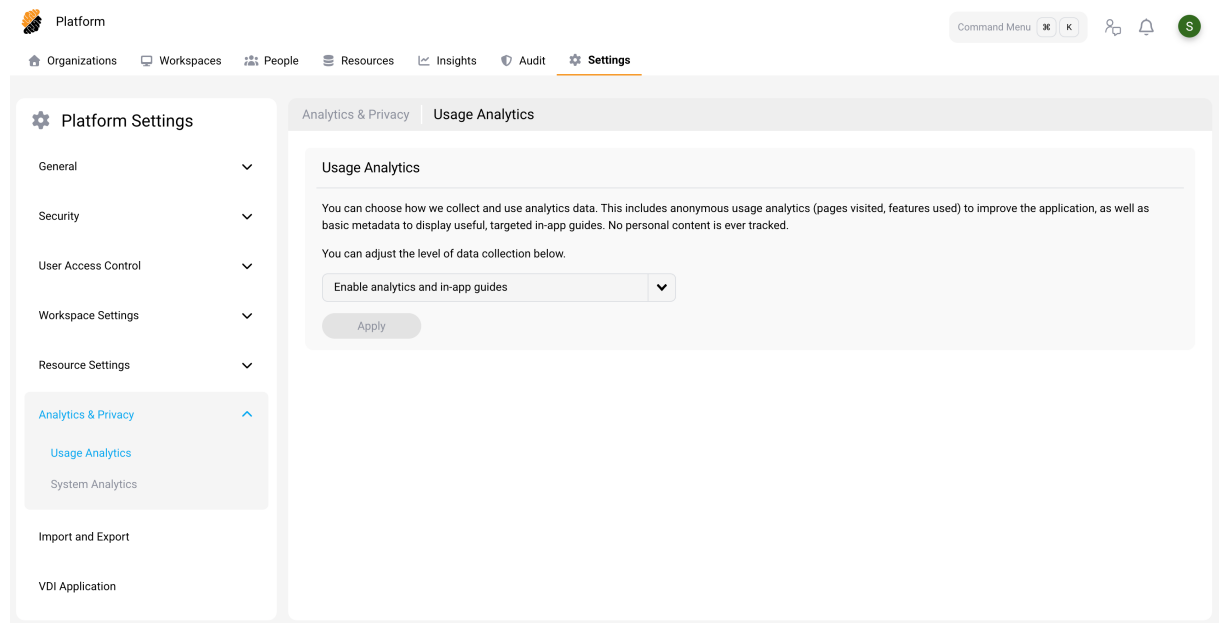 Platform
Command Menu ⌘ K
S
Organizations Workspaces People Resources Insights Audit Settings
Platform Settings
General
Security
User Access Control
Workspace Settings
Resource Settings
Analytics & Privacy
Usage Analytics
System Analytics
Import and Export
VDI Application
Analytics & Privacy Usage Analytics
Usage Analytics
You can choose how we collect and use analytics data. This includes anonymous usage analytics (pages visited, features used) to improve the application, as well as
basic metadata to display useful, targeted in-app guides. No personal content is ever tracked.
You can adjust the level of data collection below.
Enable analytics and in-app guides
Apply